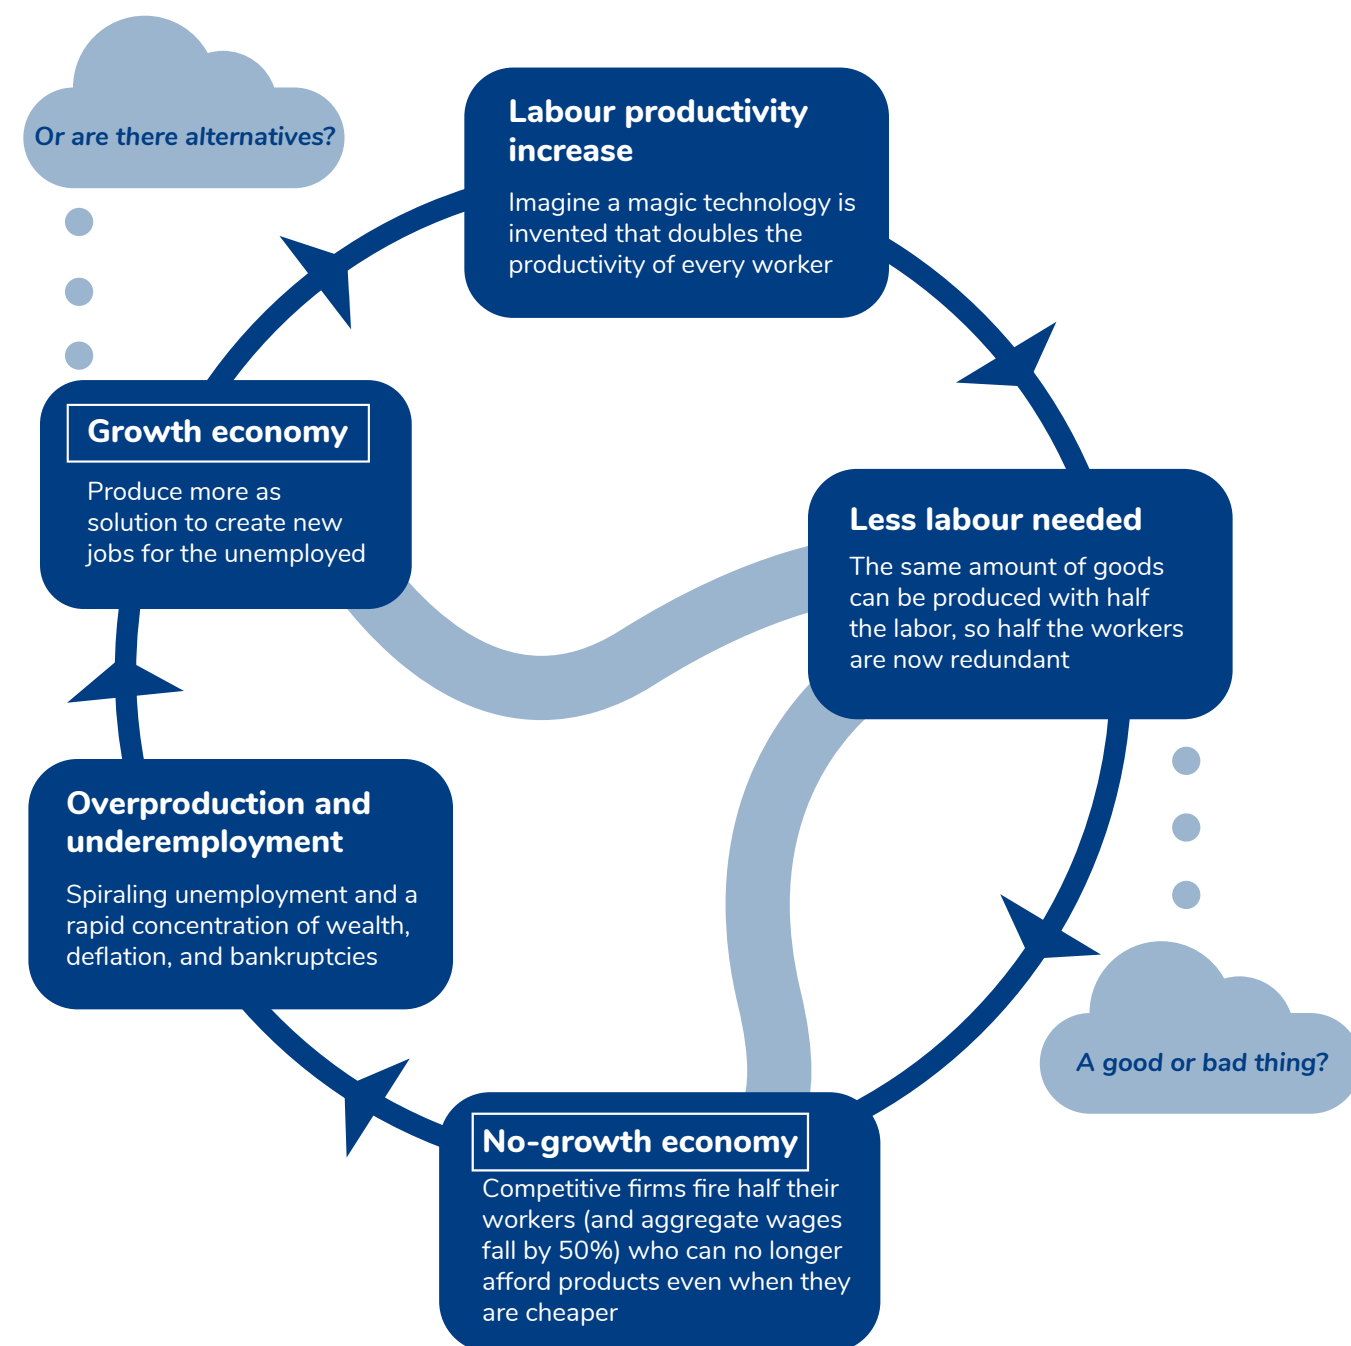 Or are there alternatives?
Labour productivity
increase
Imagine a magic technology is
invented that doubles the
productivity of every worker
Growth economy
Produce more as
solution to create new
jobs for the unemployed
Less labour needed
The same amount of goods
can be produced with half
the labor, so half the workers
are now redundant
Overproduction and
underemployment
Spiraling unemployment and a
rapid concentration of wealth,
deflation, and bankruptcies
A good or bad thing?
No-growth economy
Competitive firms fire half their
workers (and aggregate wages
fall by 50%) who can no longer
afford products even when they
are cheaper